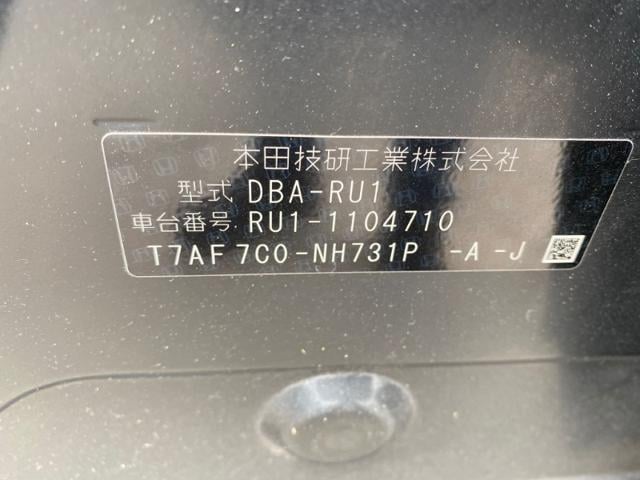 本田技研工業株式会社
型式 DBA-RU1
車台番号 RU1-1104710
T7AF 7C0-NH731P -A -J